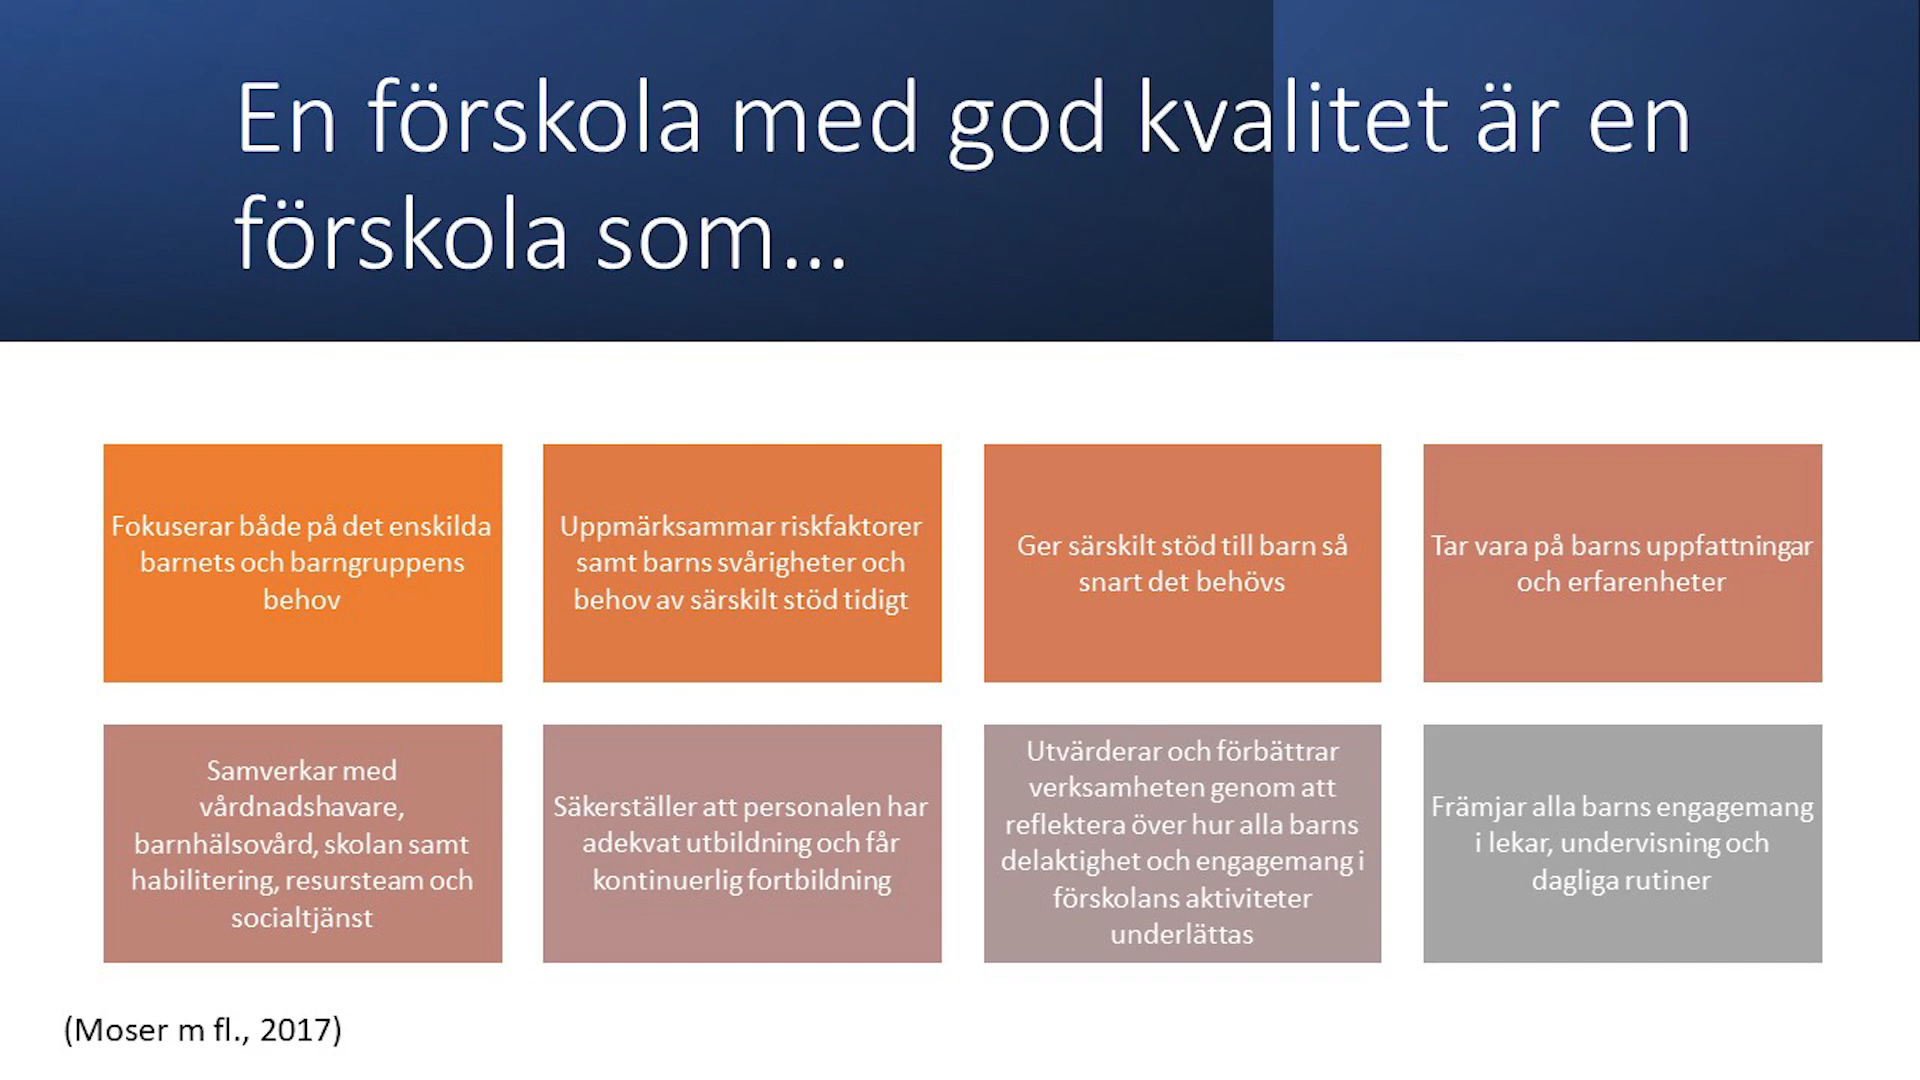 En förskola med god kvalitet är en
förskola som...
Fokuserar både på det enskilda
barnets och barngruppens
behov
Uppmärksammar riskfaktorer
samt barns svårigheter och
behov av särskilt stöd tidigt
Ger särskilt stöd till barn så
snart det behövs
Tar vara på barns uppfattningar
och erfarenheter
Samverkar med
vårdnadshavare,
barnhälsovård, skolan samt
habilitering, resursteam och
socialtjänst
Säkerställer att personalen har
adekvat utbildning och får
kontinuerlig fortbildning
Utvärderar och förbättrar
verksamheten genom att
reflektera över hur alla barns
delaktighet och engagemang i
förskolans aktiviteter
underlättas
Främjar alla barns engagemang
i lekar, undervisning och
dagliga rutiner
(Moser m fl., 2017)